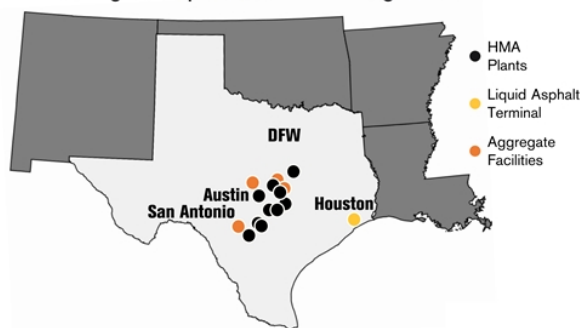 HMA
Plants
Liquid Asphalt
Terminal
Aggregate
Facilities
DFW
Austin
San Antonio
Houston